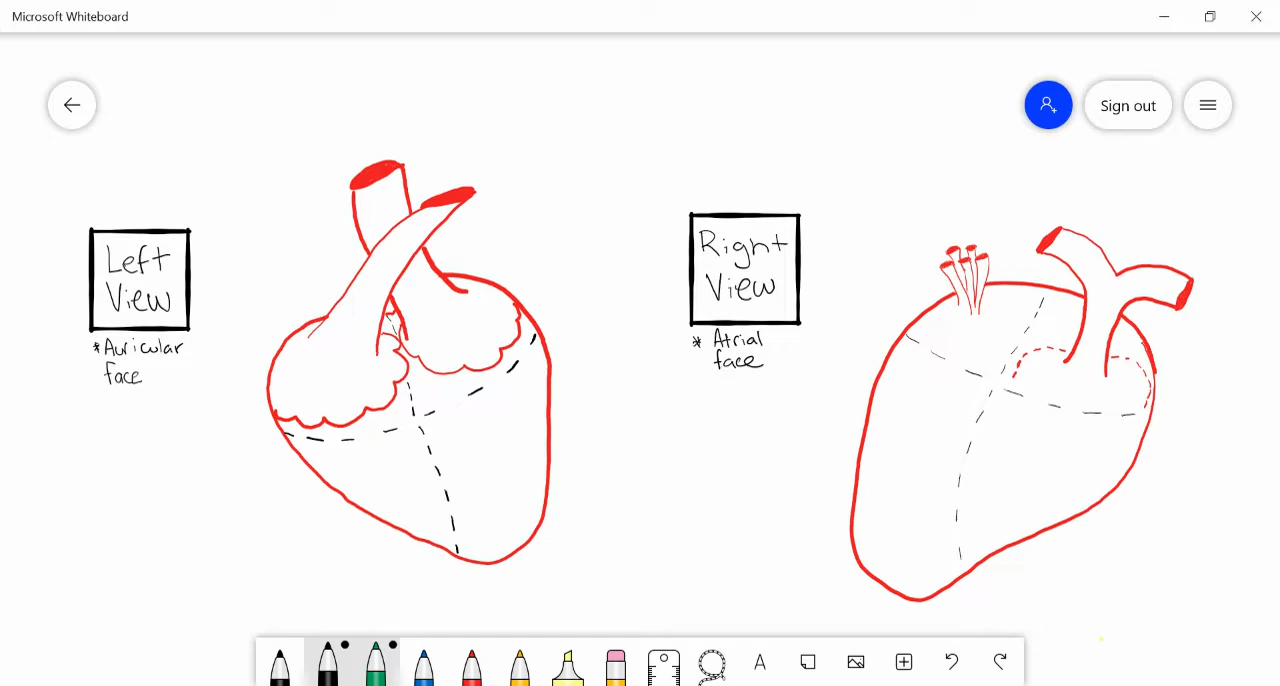 Microsoft Whiteboard
Sign out
Left
View
*Auricular
face
Right
View
* Atrial
face
A